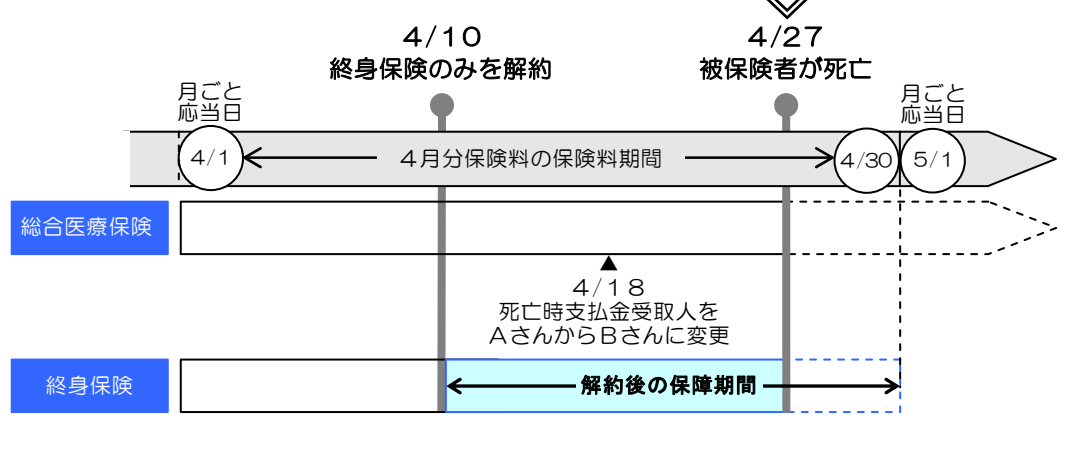 4/10
終身保険のみを解約
4/27
被保険者が死亡
月ごと
応当日
月ごと
応当日
4/1
4月分保険料の保険料期間
4/30
5/1
総合医療保険
▲
4/18
死亡時支払金受取人を
AさんからBさんに変更
終身保険
解約後の保障期間